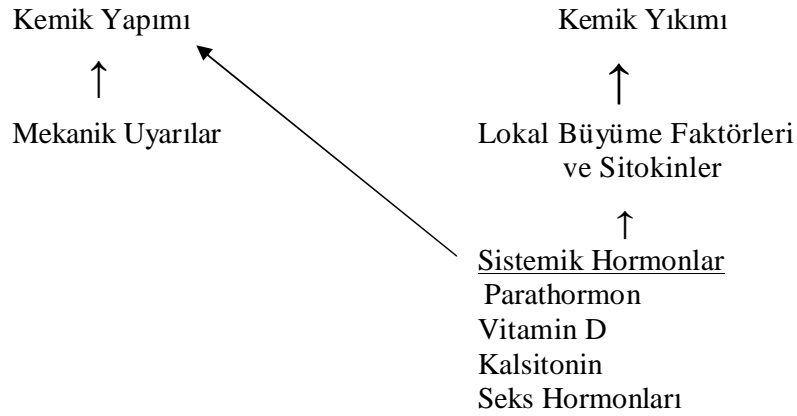 Kemik Yapımı
Kemik Yıkımı
Mekanik Uyarılar
Lokal Büyüme Faktörleri
ve Sitokinler
Sistemik Hormonlar
Parathormon
Vitamin D
Kalsitonin
Seks Hormonları